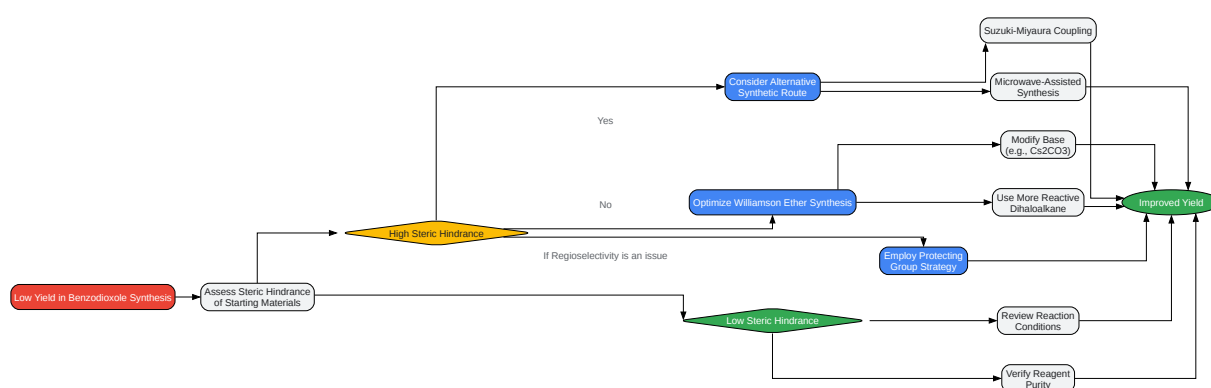 Suzuki-Miyaura Coupling
Consider Alternative
Synthetic Route
Microwave-Assisted
Synthesis
Yes
Modify Base
(e.g., Cs2CO3)
Optimize Williamson Ether Synthesis
Use More Reactive
Dihaloalkane
Improved Yield
No
High Steric Hindrance
If Regioselectivity is an issue
Employ Protecting
Group Strategy
Low Yield in Benzodioxole Synthesis
Assess Steric Hindrance
of Starting Materials
Low Steric Hindrance
Review Reaction
Conditions
Verify Reagent
Purity